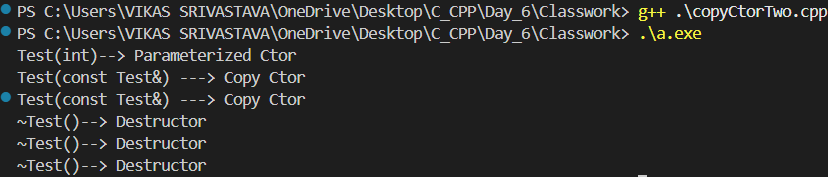 PS C:\Users\VIKAS SRIVASTAVA\OneDrive\Desktop\C_CPP\Day_6\Classwork> g++ .\copyCtorTwo.cpp
PS C:\Users\VIKAS SRIVASTAVA\OneDrive\Desktop\C_CPP\Day_6\Classwork> .\a.exe
Test(int)--> Parameterized Ctor
Test(const Test&) ---> Copy Ctor
Test(const Test&) ---> Copy Ctor
~Test()--> Destructor
~Test()--> Destructor
~Test()--> Destructor